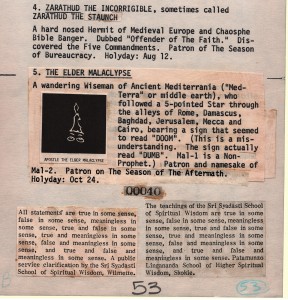 4. ZARATHUD THE INCORRIGIBLE, sometimes called
ZARATHUD THE STAUNCH
A hard nosed Hermit of Medieval Europe and Chaosphe
Bible Banger. Dubbed "Offender of The Faith." Dis-
covered the Five Commandments. Patron of The Season
of Bureaucracy. Holyday: Aug 12.
5. THE ELDER MALACLYPSE
A wandering Wiseman of Ancient Mediterrania ("Med-
Terra" or middle earth), who
followed a 5-pointed Star through
the alleys of Rome, Damascus,
Baghdad, Jerusalem, Mecca and
Cairo, bearing a sign that seemed
to read "DOOM". (This is a mis-
understanding. The sign actually
read "DUMB". Mal-1 is a Non-
Prophet.) Patron and namesake of
Mal-2. Patron on The Season of The Aftermath.
Holyday: Oct 24.
APOSTLE THE ELDER MALACLYPSE
00040
All statements are true in some sense,
false in some sense, meaningless in
some sense, true and false in some
sense, true and meaningless in some
sense, false and meaningless in some
sense, and true and false and
meaningless in some sense. A public
service clarification by the Sri Syadasti
School of Spiritual Wisdom, Wilmette.
The teachings of the Sri Syadasti School
of Spiritual Wisdom are true in some
sense, false in some sense, meaningless
in some sense, true and false in some
sense, true and meaningless in some
sense, false and meaningless in some
sense, and true and false and
meaningless in some sense. Patamunzo
Lingananda School of Higher Spiritual
Wisdom, Skokie.
53
53